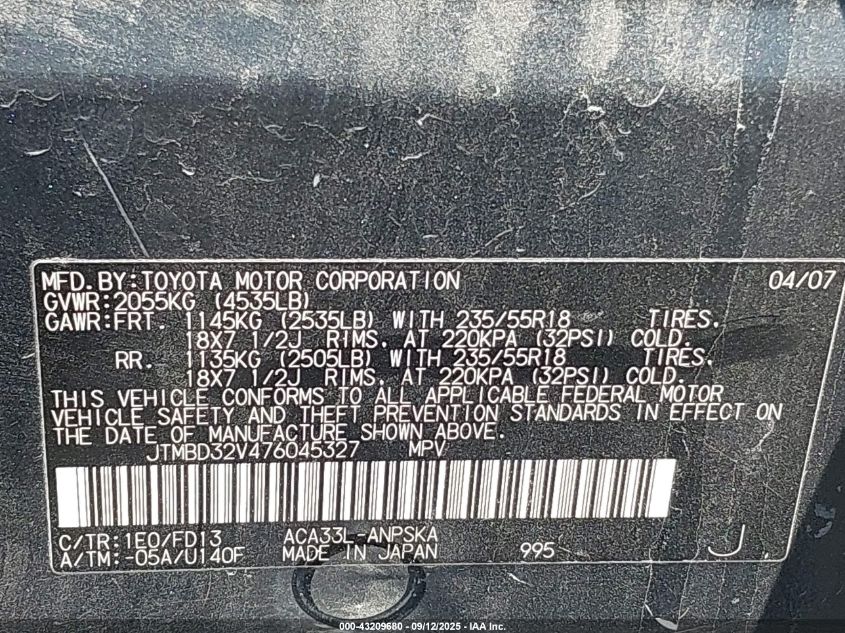 MFD.BY:TOYOTA MOTOR CORPORATION 04/07
GVWR:2055KG (4535LB)
GAWR:FRT. 1145KG (2535LB) WITH 235/55R18 TIRES.
18X7 1/2J RIMS. AT 220KPA (32PSI) COLD.
RR. 1135KG (2505LB) WITH 235/55R18 TIRES.
18X7 1/2J RIMS. AT 220KPA (32PSI) COLD.
THIS VEHICLE CONFORMS TO ALL APPLICABLE FEDERAL MOTOR
VEHICLE SAFETY AND THEFT PREVENTION STANDARDS IN EFFECT ON
THE DATE OF MANUFACTURE SHOWN ABOVE.
JTMBD32V476045327 MPV
C/TR:1E0/FD13 ACA33L-ANPSKA
A/TM:-05A/U140F MADE IN JAPAN 995 J
000-43209680 - 09/12/2025 - IAA Inc.